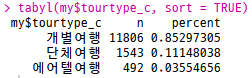 > tabyl(my$tourtype_c, sort = TRUE)
my$tourtype_c n percent
개별여행 11806 0.85297305
단체여행 1543 0.11148038
에어텔여행 492 0.03554656